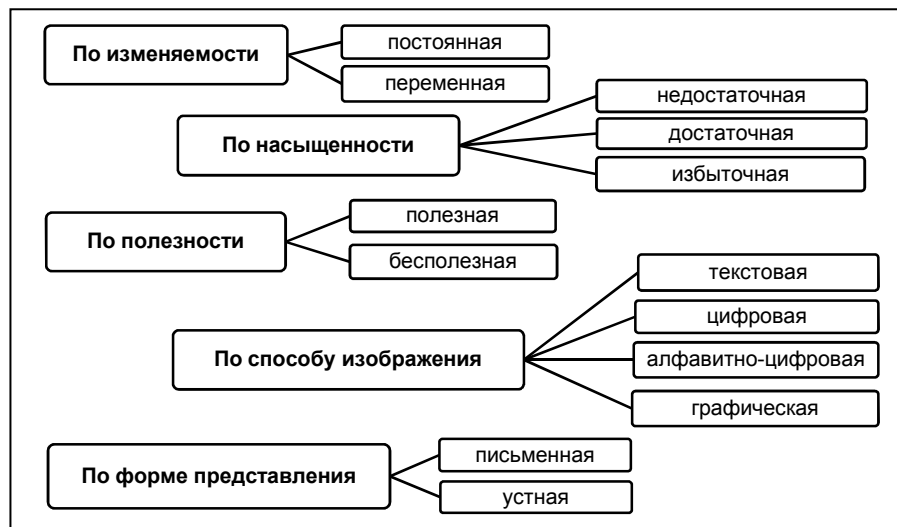 По изменяемости
постоянная
переменная
По насыщенности
недостаточная
достаточная
избыточная
По полезности
полезная
бесполезная
По способу изображения
текстовая
цифровая
алфавитно-цифровая
графическая
По форме представления
письменная
устная